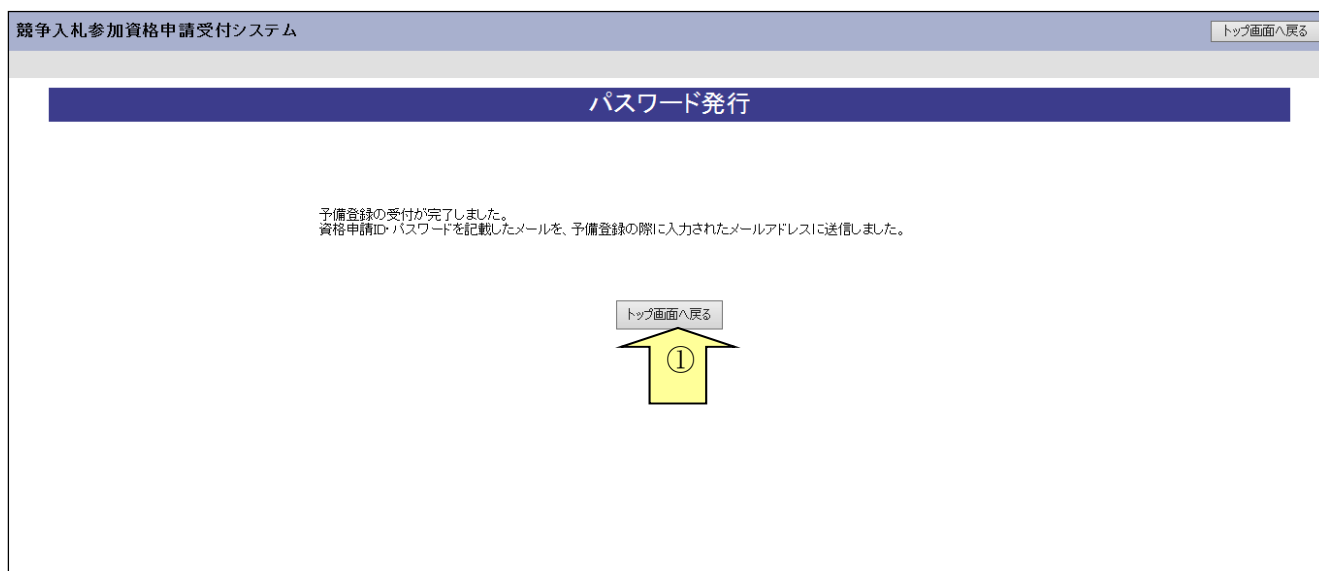 競争入札参加資格申請受付システム
トップ画面へ戻る
パスワード発行
予備登録の受付が完了しました。
資格申請ID・パスワードを記載したメールを、予備登録の際に入力されたメールアドレスに送信しました。
トップ画面へ戻る
①